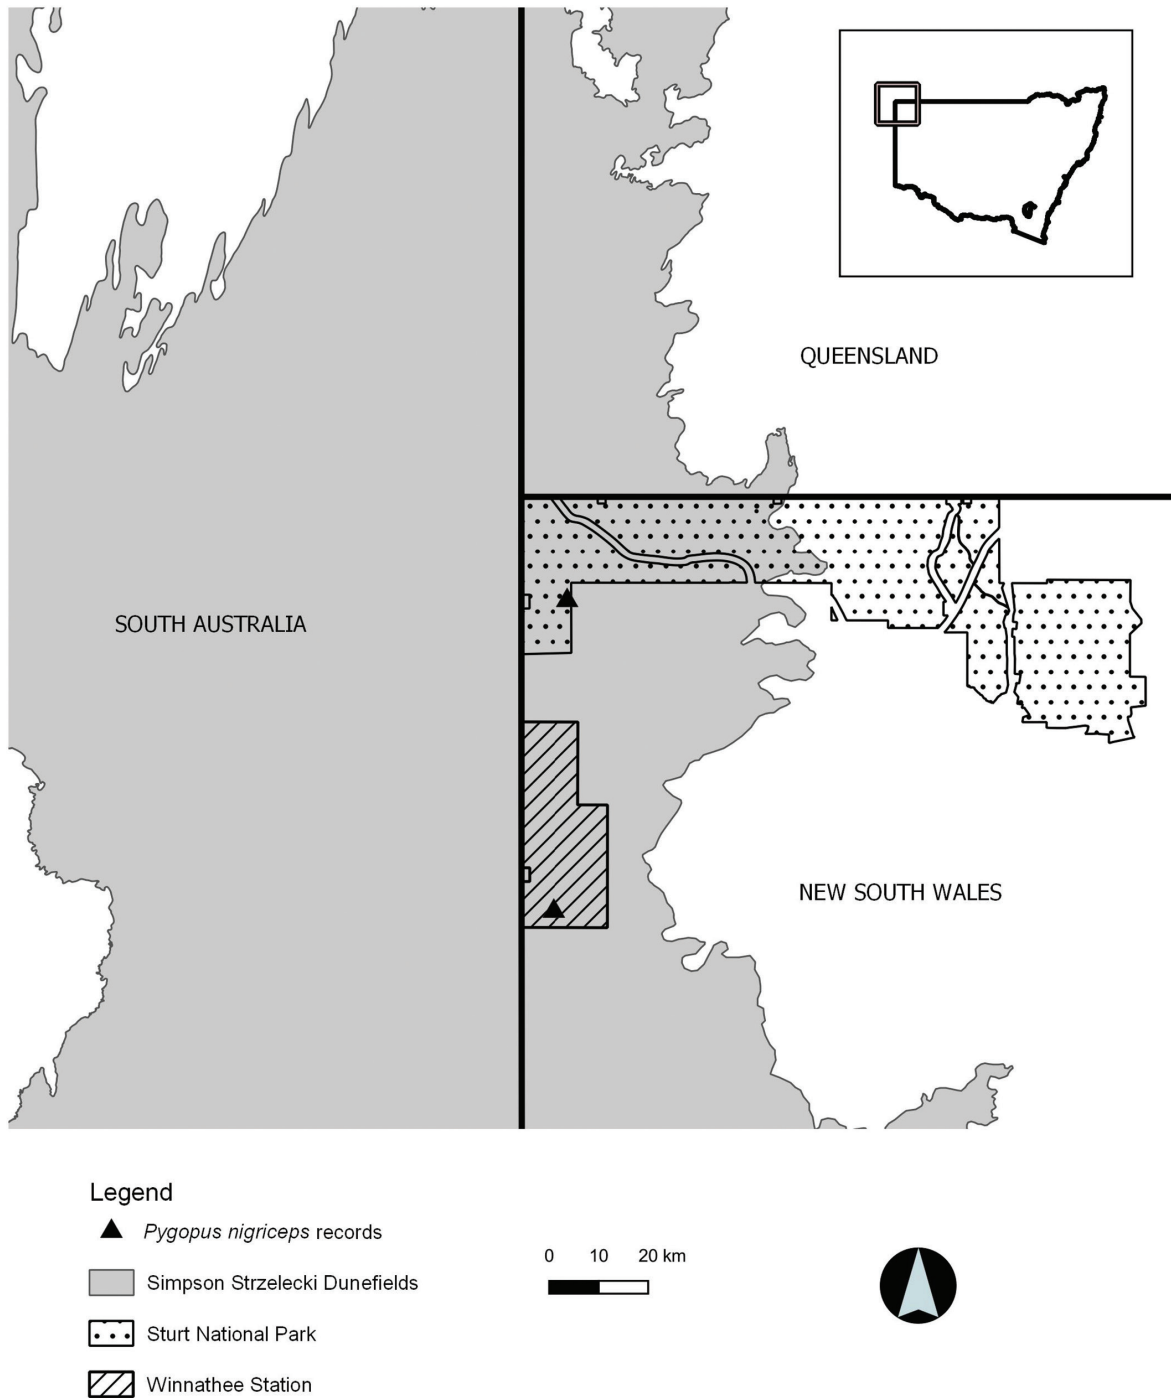 QUEENSLAND
SOUTH AUSTRALIA
NEW SOUTH WALES
Legend
Pygopus nigriceps records
Simpson Strzelecki Dunefields
Sturt National Park
Winnathee Station
0 10 20 km